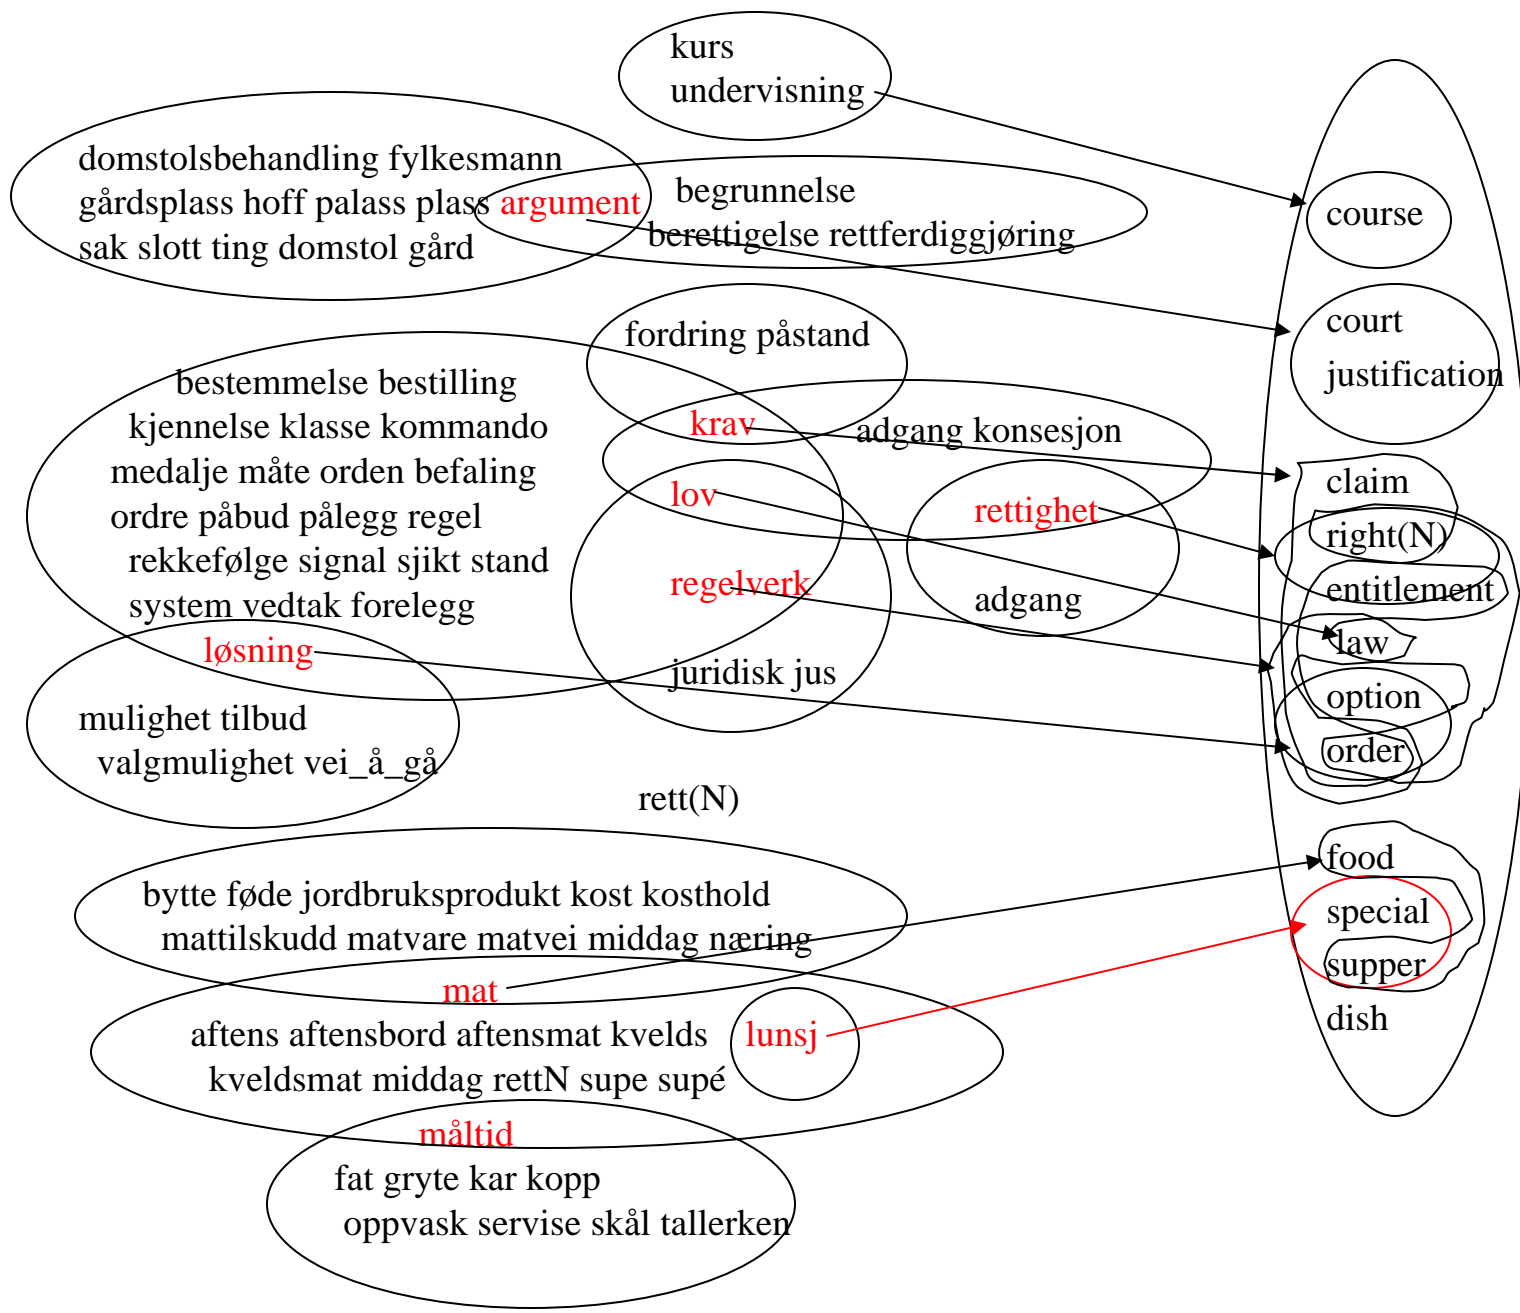 kurs
undervisning
domstolsbehandling fylkesmann
gårdsplass hoff palass plass argument
sak slott ting domstol gård
begrunnelse
berettigelse rettferdiggjøring
fordring påstand
bestemmelse bestilling
kjennelse klasse kommando
medalje måte orden befaling
ordre påbud pålegg regel
rekkefølge signal sjikt stand
system vedtak forelegg
løsning
krav
adgang konsesjon
lov
rettighet
regelverk
adgang
juridisk jus
mulighet tilbud
valgmulighet vei_å_gå
rett(N)
bytte føde jordbruksprodukt kost kosthold
mattilskudd matvare matvei middag næring
mat
aftens aftensbord aftensmat kvelds
lunsj
kveldsmat middag rettN supe supé
måltid
fat gryte kar kopp
oppvask servise skål tallerken
course
court
justification
claim
right(N)
entitlement
law
option
order
food
special
supper
dish